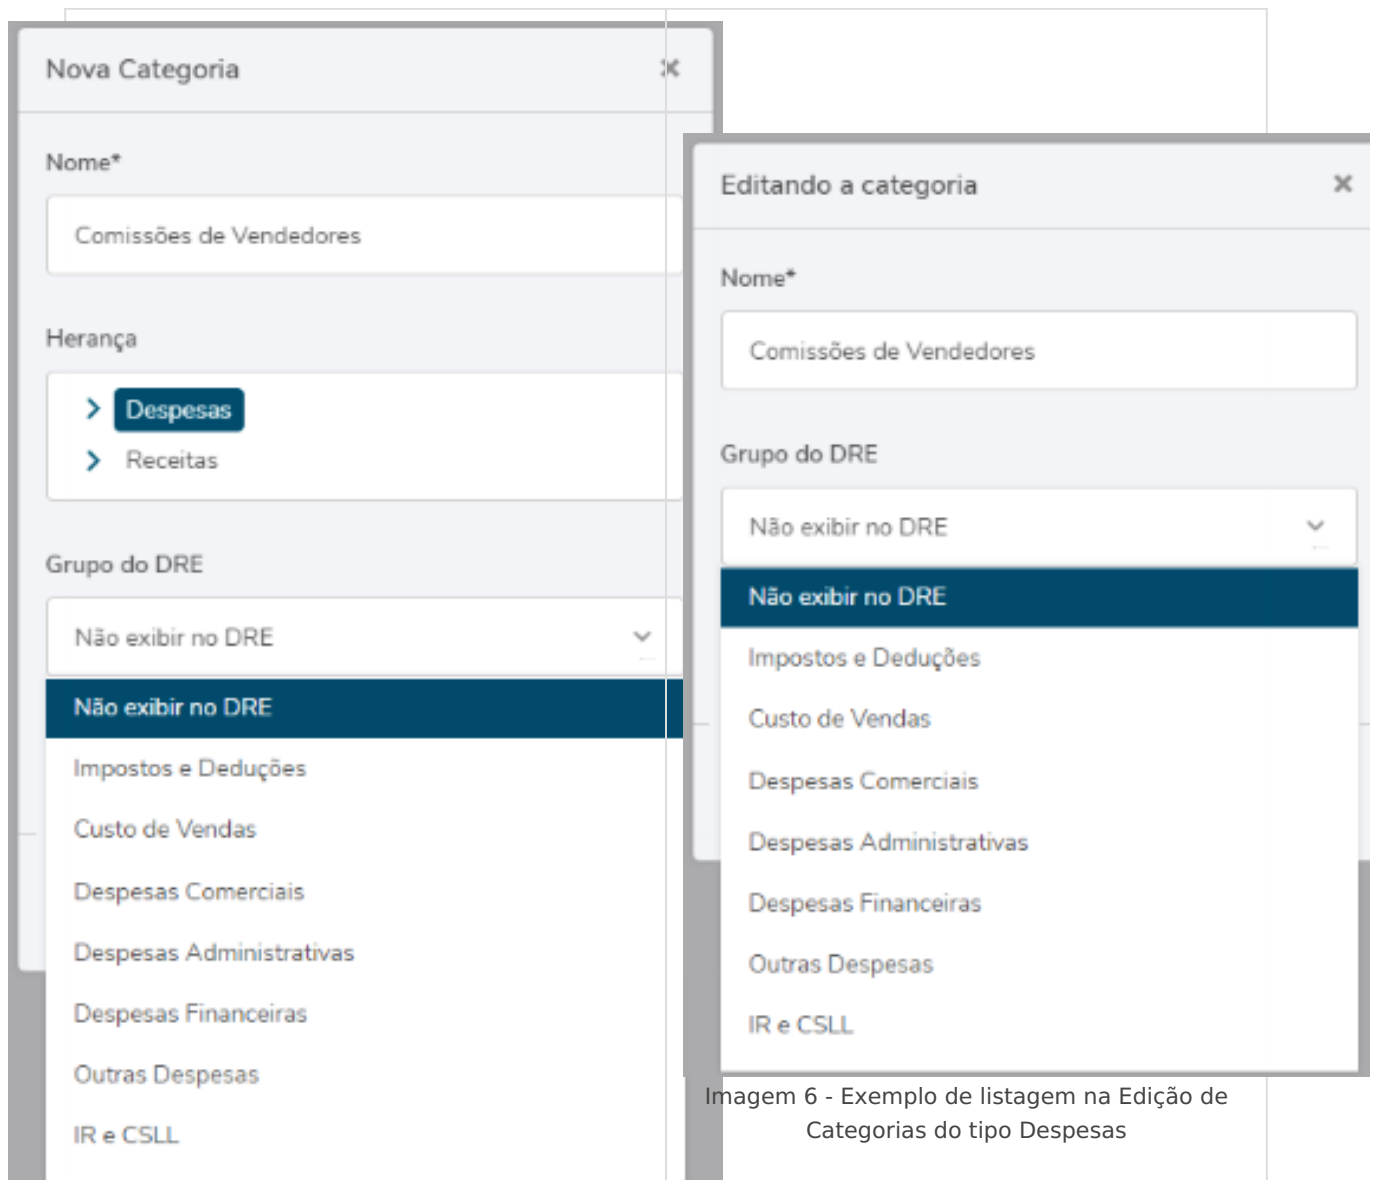 Nova Categoria
Nome*
Comissões de Vendedores
Herança
Despesas
Receitas
Grupo do DRE
Não exibir no DRE
Não exibir no DRE
Impostos e Deduções
Custo de Vendas
Despesas Comerciais
Despesas Administrativas
Despesas Financeiras
Outras Despesas
IR e CSLL
Editando a categoria
Nome*
Comissões de Vendedores
Grupo do DRE
Não exibir no DRE
Não exibir no DRE
Impostos e Deduções
Custo de Vendas
Despesas Comerciais
Despesas Administrativas
Despesas Financeiras
Outras Despesas
IR e CSLL
Imagem 6 - Exemplo de listagem na Edição de
Categorias do tipo Despesas